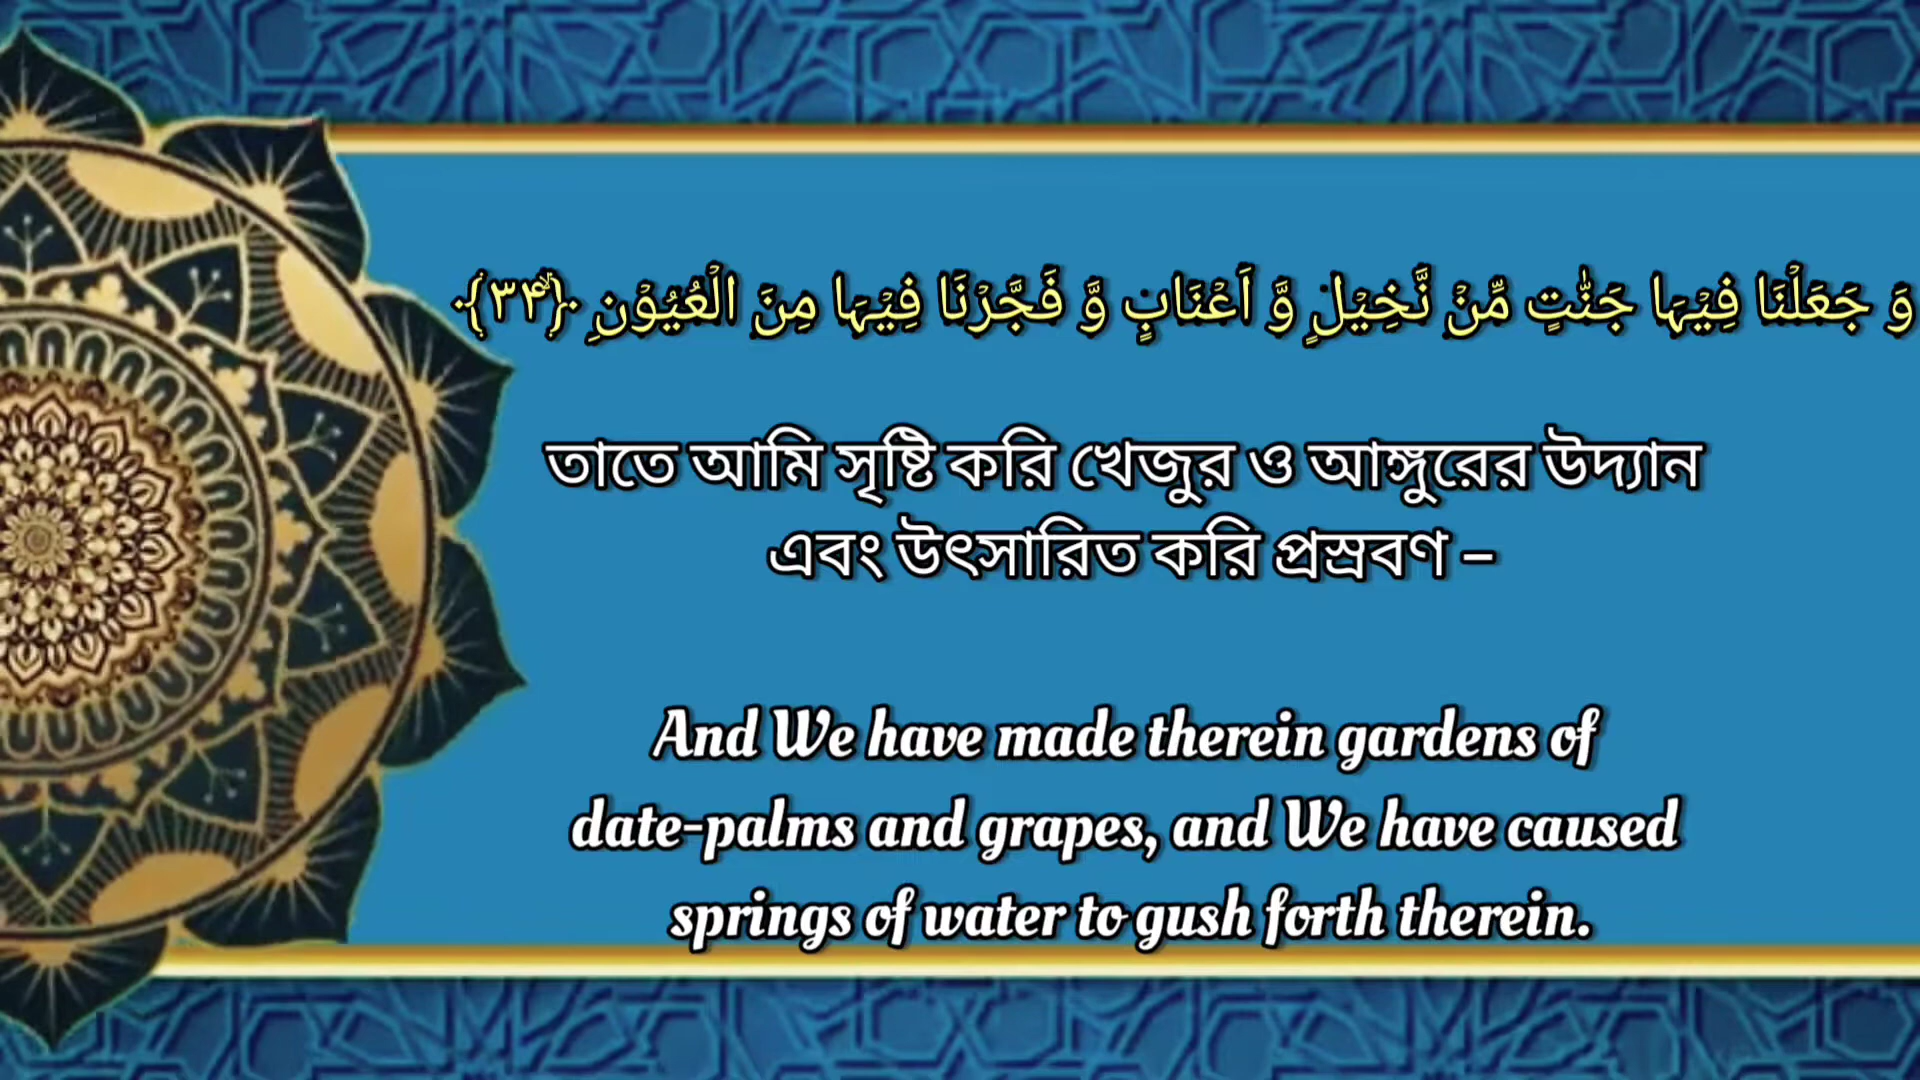 وَ جَعَلۡنَا فِیۡہَا جَنّٰتٍ مِّنۡ نَّخِیۡلٍ وَّ اَعۡنَابٍ وَّ فَجَّرۡنَا فِیۡہَا مِنَ الۡعُیُوۡنِ ﴿ۙ۳۴﴾
তাতে আমি সৃষ্টি করি খেজুর ও আঙ্গুরের উদ্যান
এবং উৎসারিত করি প্রস্রবণ –
And We have made therein gardens of
date-palms and grapes, and We have caused
springs of water to gush forth therein.